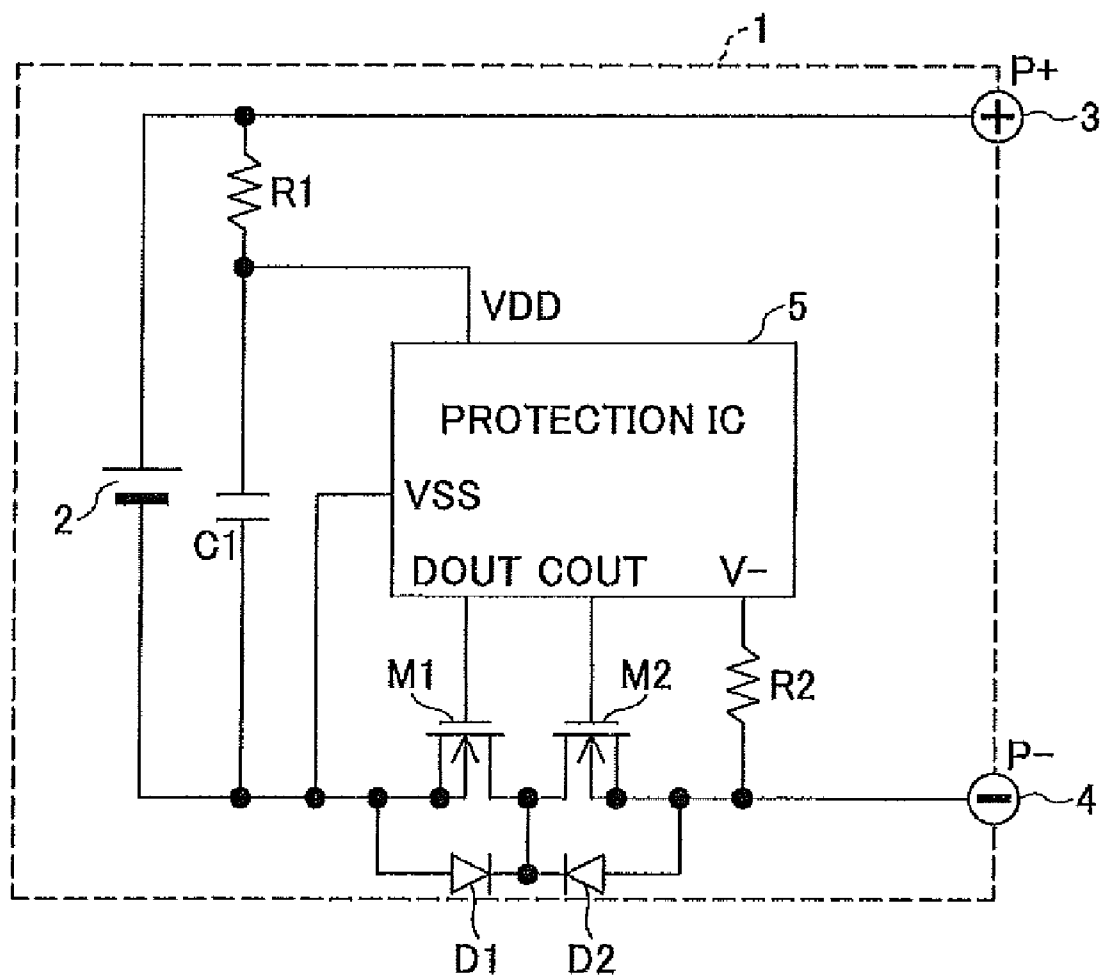 1
P+
+
3
R1
VDD
5
PROTECTION IC
2
VSS
C1
DOUT COUT V-
M1
M2
R2
P-
-
4
D1
D2